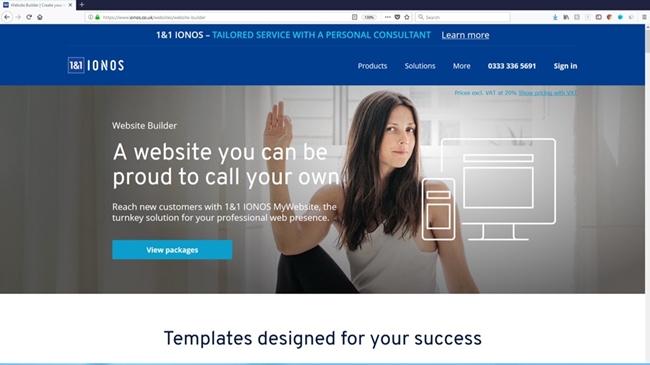 Website Builder | Create your
https://www.ionos.co.uk/websites/website-builder
130%
Search
1&1 IONOS – TAILORED SERVICE WITH A PERSONAL CONSULTANT Learn more
1&1 IONOS
Products Solutions More 0333 336 5691 Sign in
Prices excl. VAT at 20% Show pricing with VAT
Website Builder
A website you can be
proud to call your own
Reach new customers with 1&1 IONOS MyWebsite, the
turnkey solution for your professional web presence.
View packages
Templates designed for your success